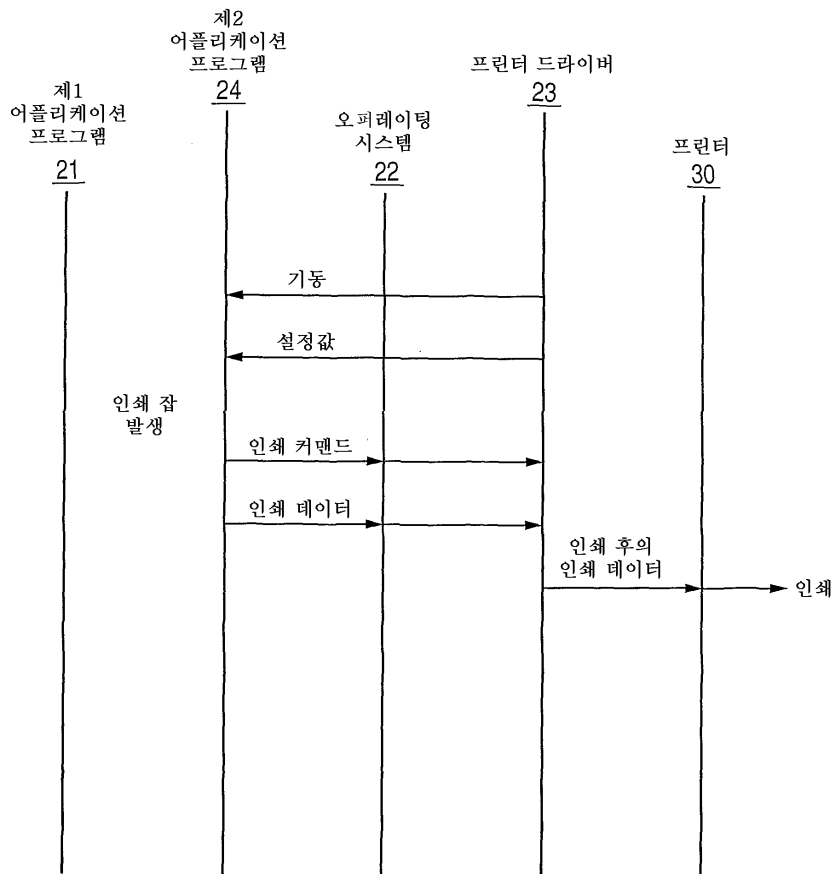 제1
어플리케이션
프로그램
21
제2
어플리케이션
프로그램
24
오퍼레이팅
시스템
22
프린터 드라이버
23
프린터
30
기동
설정값
인쇄 잡
발생
인쇄 커맨드
인쇄 데이터
인쇄 후의
인쇄 데이터
인쇄